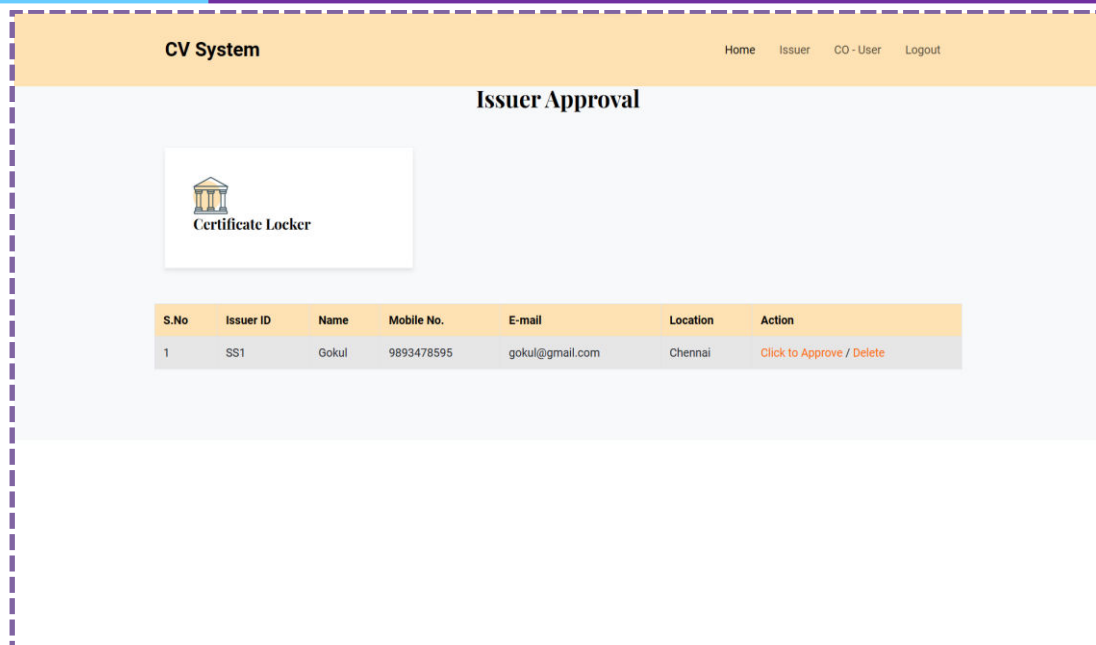 CV System Home Issuer CO - User Logout
Issuer Approval
Certificate Locker
S.No Issuer ID Name Mobile No. E-mail Location Action
1 SS1 Gokul 9893478595 gokul@gmail.com Chennai Click to Approve / Delete